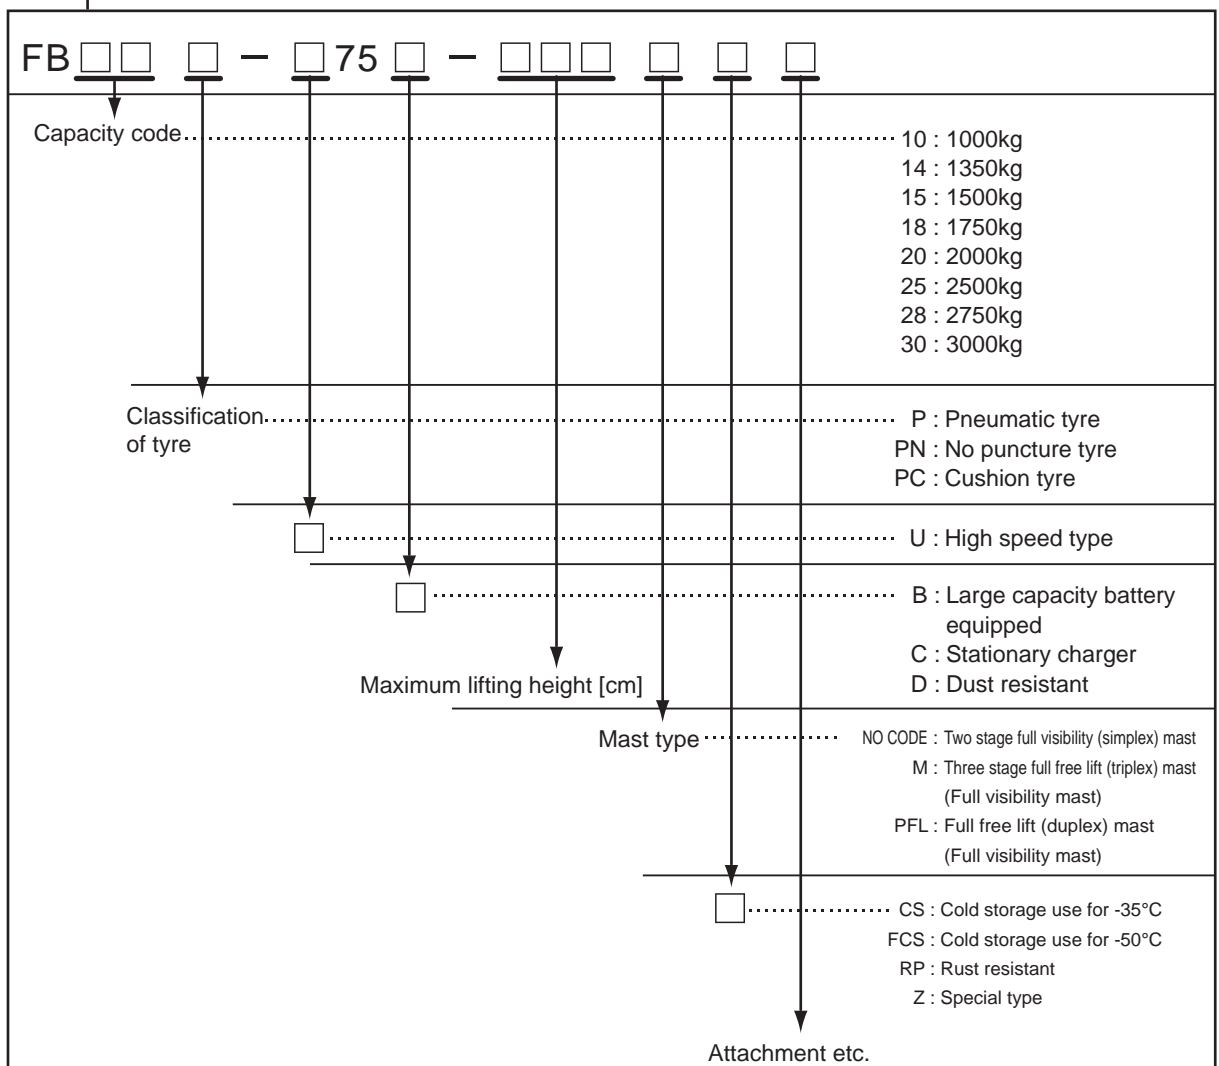 FB□□ □ – □75□ – □□□ □ □ □
Capacity code
10 : 1000kg
14 : 1350kg
15 : 1500kg
18 : 1750kg
20 : 2000kg
25 : 2500kg
28 : 2750kg
30 : 3000kg
Classification
of tyre
P : Pneumatic tyre
PN : No puncture tyre
PC : Cushion tyre
U : High speed type
B : Large capacity battery
equipped
C : Stationary charger
D : Dust resistant
Maximum lifting height [cm]
Mast type
NO CODE : Two stage full visibility (simplex) mast
M : Three stage full free lift (triplex) mast
(Full visibility mast)
PFL : Full free lift (duplex) mast
(Full visibility mast)
CS : Cold storage use for -35°C
FCS : Cold storage use for -50°C
RP : Rust resistant
Z : Special type
Attachment etc.